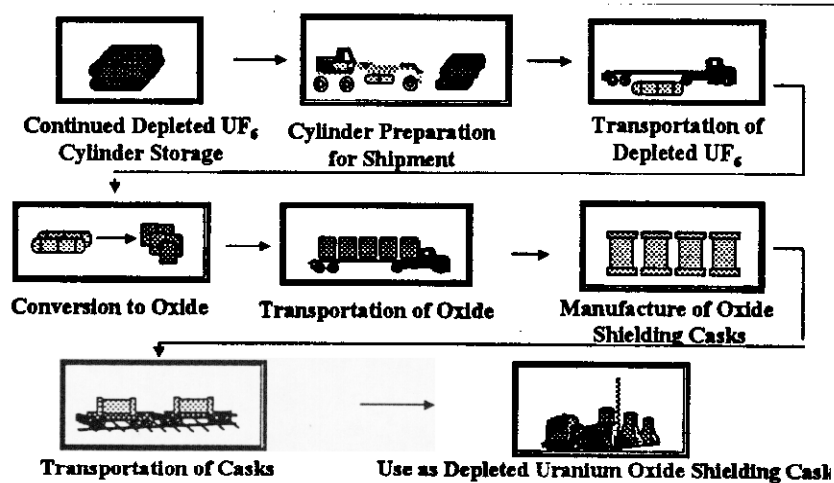 Continued Depleted UF₆
Cylinder Storage
Cylinder Preparation
for Shipment
Transportation of
Depleted UF₆
Conversion to Oxide
Transportation of Oxide
Manufacture of Oxide
Shielding Casks
Transportation of Casks
Use as Depleted Uranium Oxide Shielding Cask